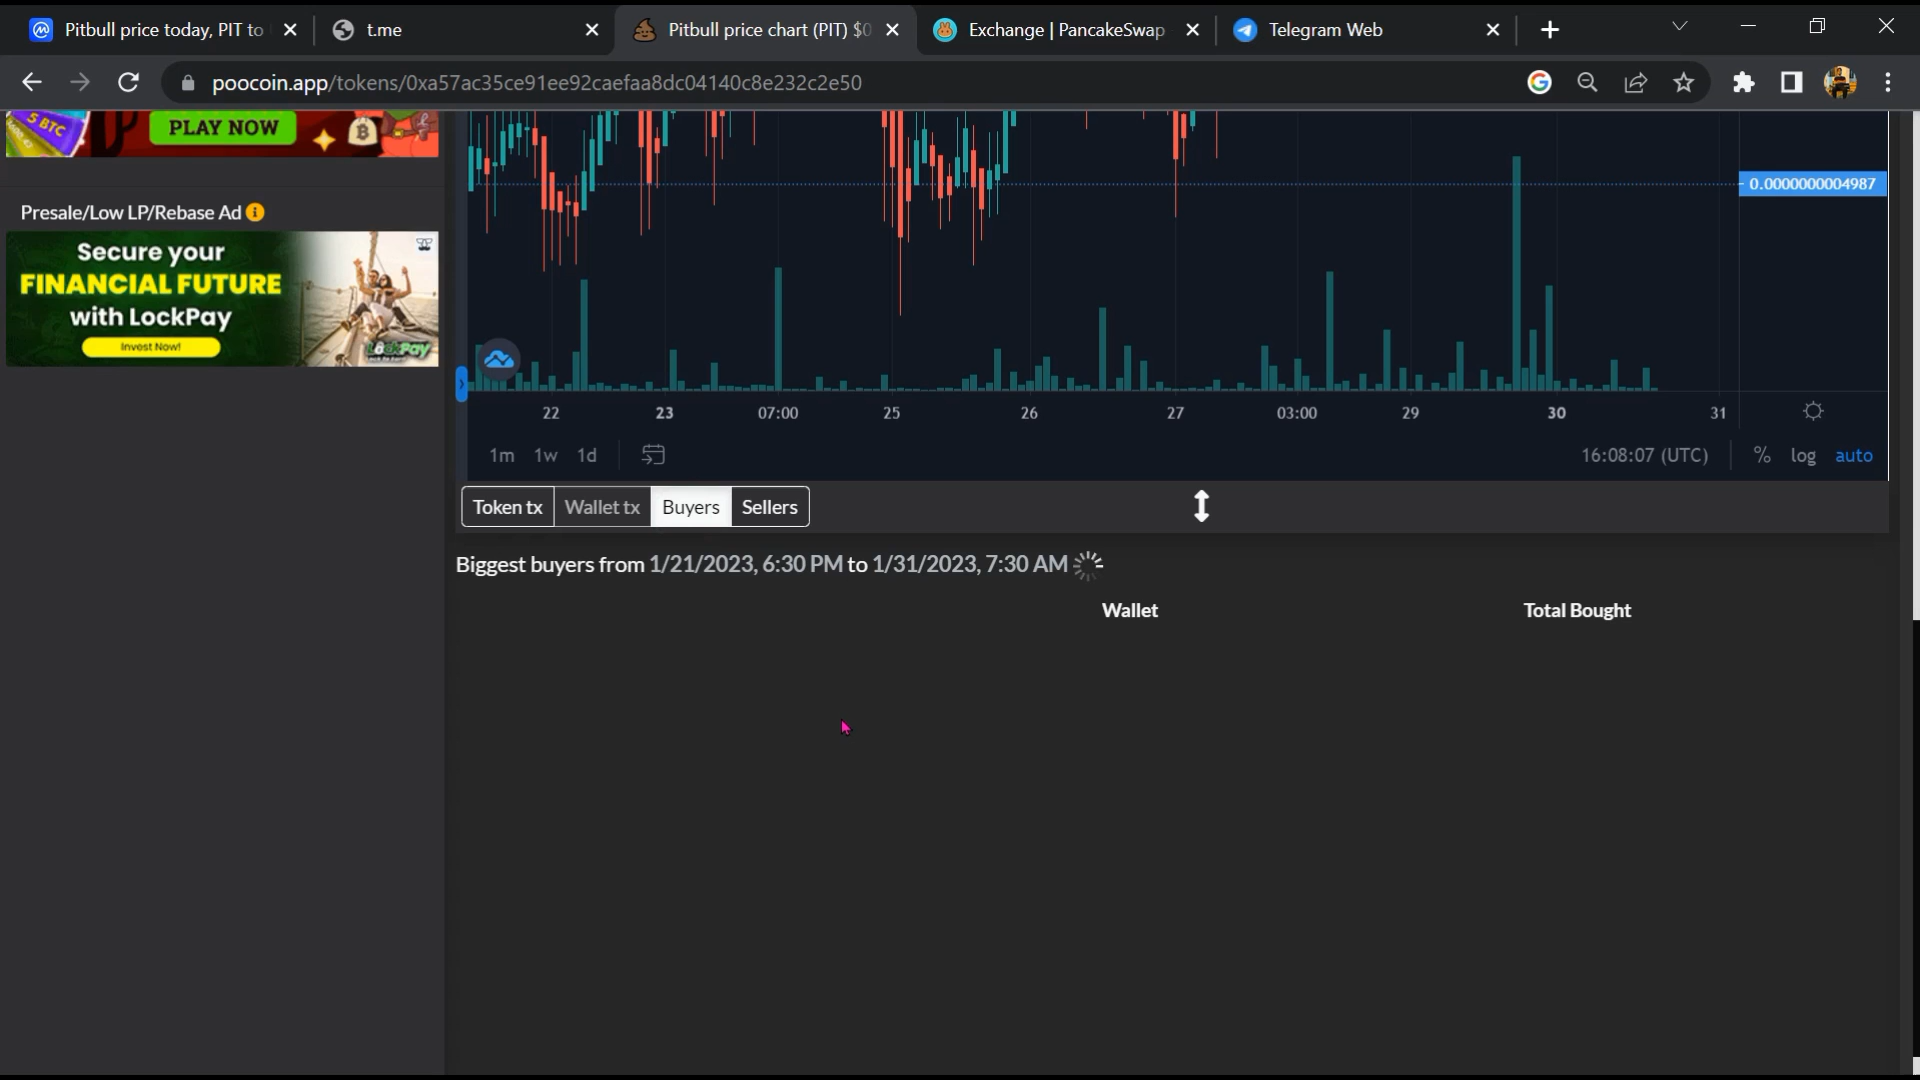 Pitbull price today, PIT to
t.me
Pitbull price chart (PIT) $0
Exchange | PancakeSwap
Telegram Web
poocoin.app/tokens/0xa57ac35ce91ee92caefaa8dc04140c8e232c2e50
5 BTC
PLAY NOW
0.0000000004987
Presale/Low LP/Rebase Ad
Secure your
FINANCIAL FUTURE
with LockPay
Invest Now!
LockPay
22 23 07:00 25 26 27 03:00 29 30 31
1m 1w 1d
16:08:07 (UTC) % log auto
Token tx Wallet tx Buyers Sellers
Biggest buyers from 1/21/2023, 6:30 PM to 1/31/2023, 7:30 AM
Wallet Total Bought